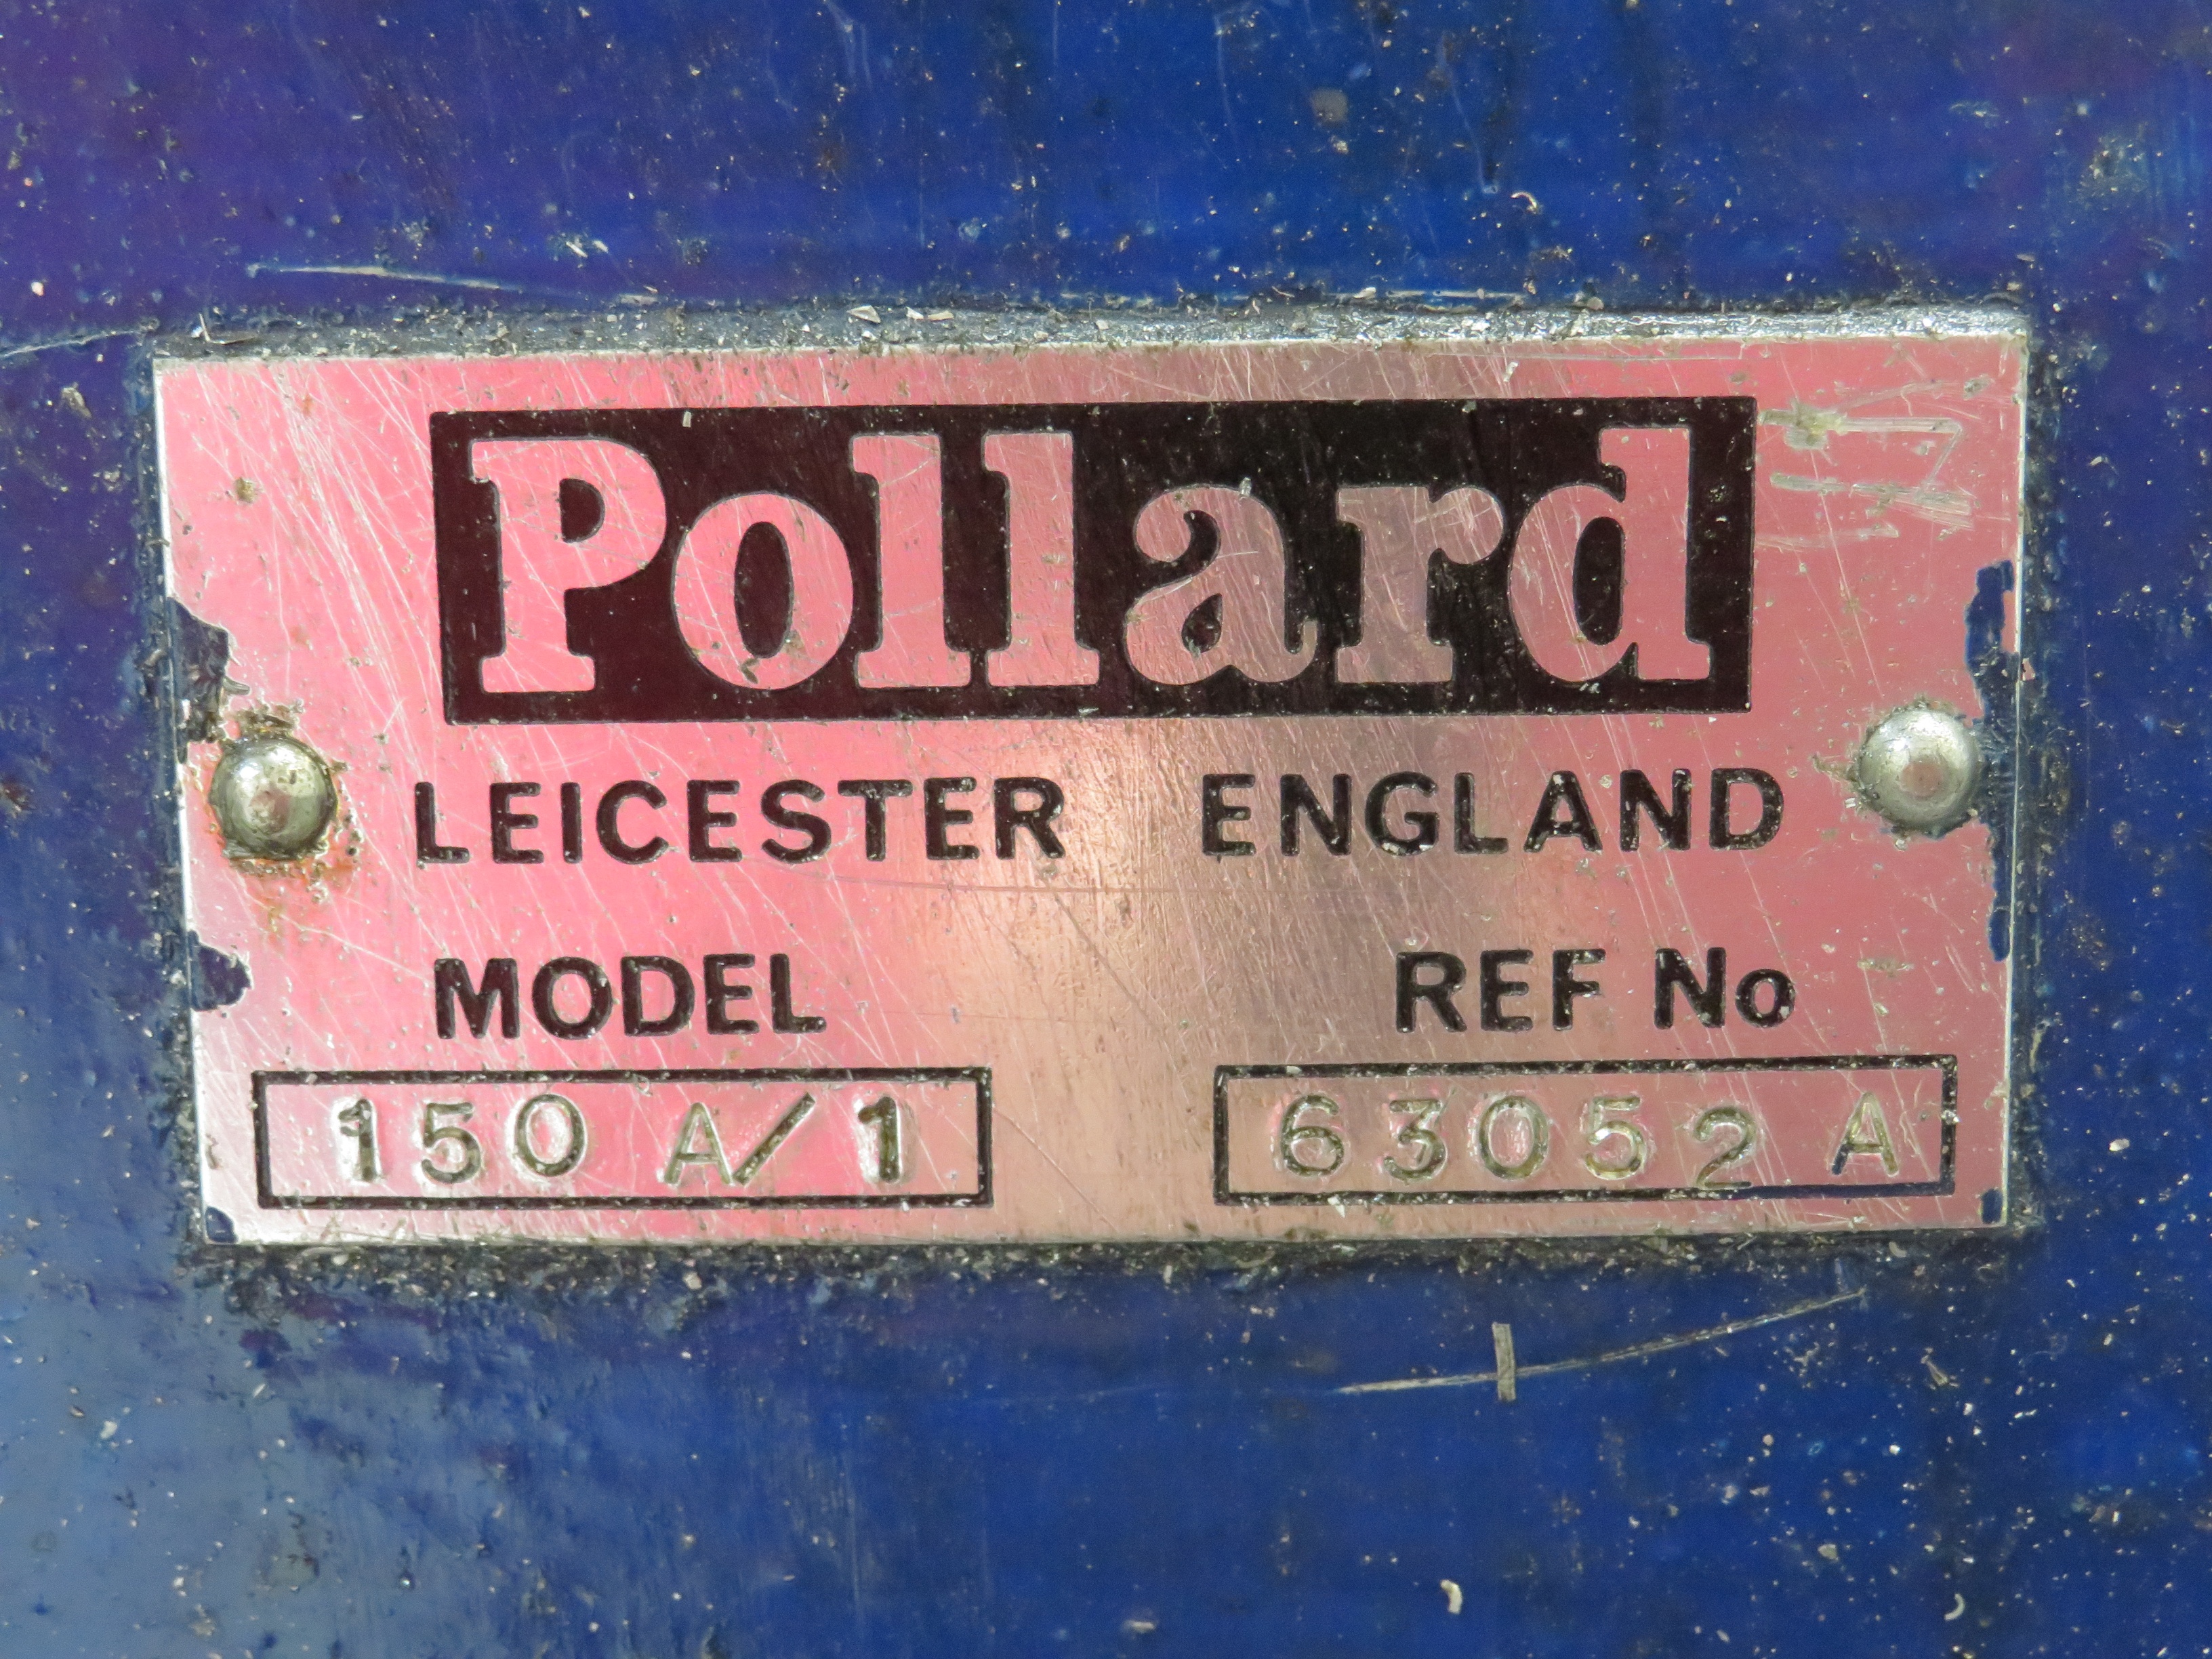 Pollard
LEICESTER ENGLAND
MODEL REF No
150 A/1 63052 A